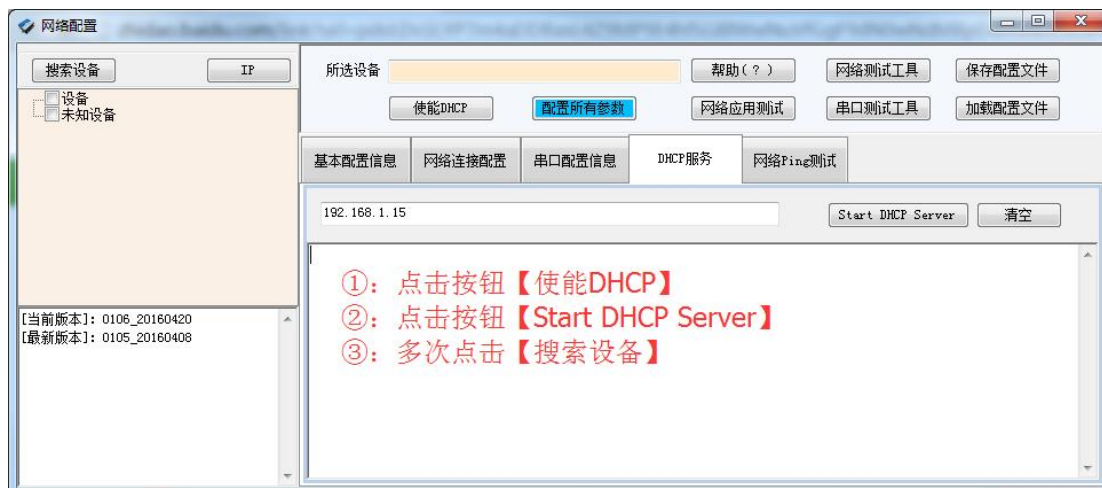 网络配置
搜索设备
IP
设备
未知设备
[当前版本]: 0106_20160420
[最新版本]: 0105_20160408
所选设备
帮助(?)
网络测试工具
保存配置文件
使能DHCP
配置所有参数
网络应用测试
串口测试工具
加载配置文件
基本配置信息
网络连接配置
串口配置信息
DHCP服务
网络Ping测试
192.168.1.15
Start DHCP Server
清空
①：点击按钮【使能DHCP】
②：点击按钮【Start DHCP Server】
③：多次点击【搜索设备】